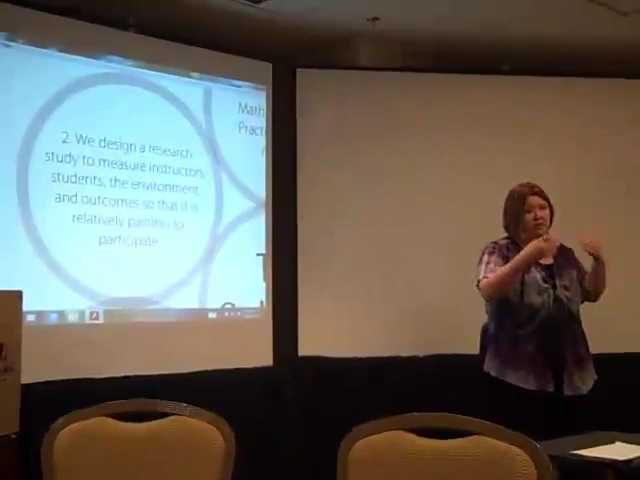 2. We design a research
study to measure instructors,
students, the environment,
and outcomes so that it is
relatively painless to
participate.
Math
Pract